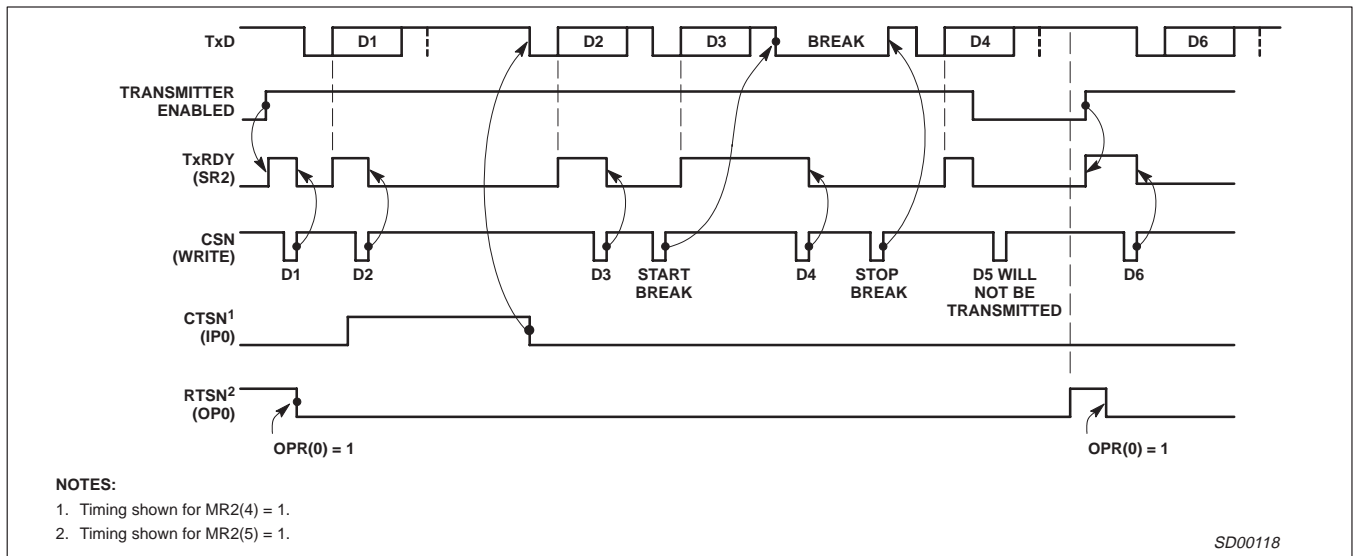 TxD
D1
D2
D3
BREAK
D4
D6
TRANSMITTER
ENABLED
TxRDY
(SR2)
CSN
(WRITE)
D1
D2
D3
START
BREAK
D4
STOP
BREAK
D5 WILL
NOT BE
TRANSMITTED
D6
CTSN1
(IP0)
RTSN2
(OP0)
OPR(0) = 1
OPR(0) = 1
NOTES:
1. Timing shown for MR2(4) = 1.
2. Timing shown for MR2(5) = 1.
SD00118